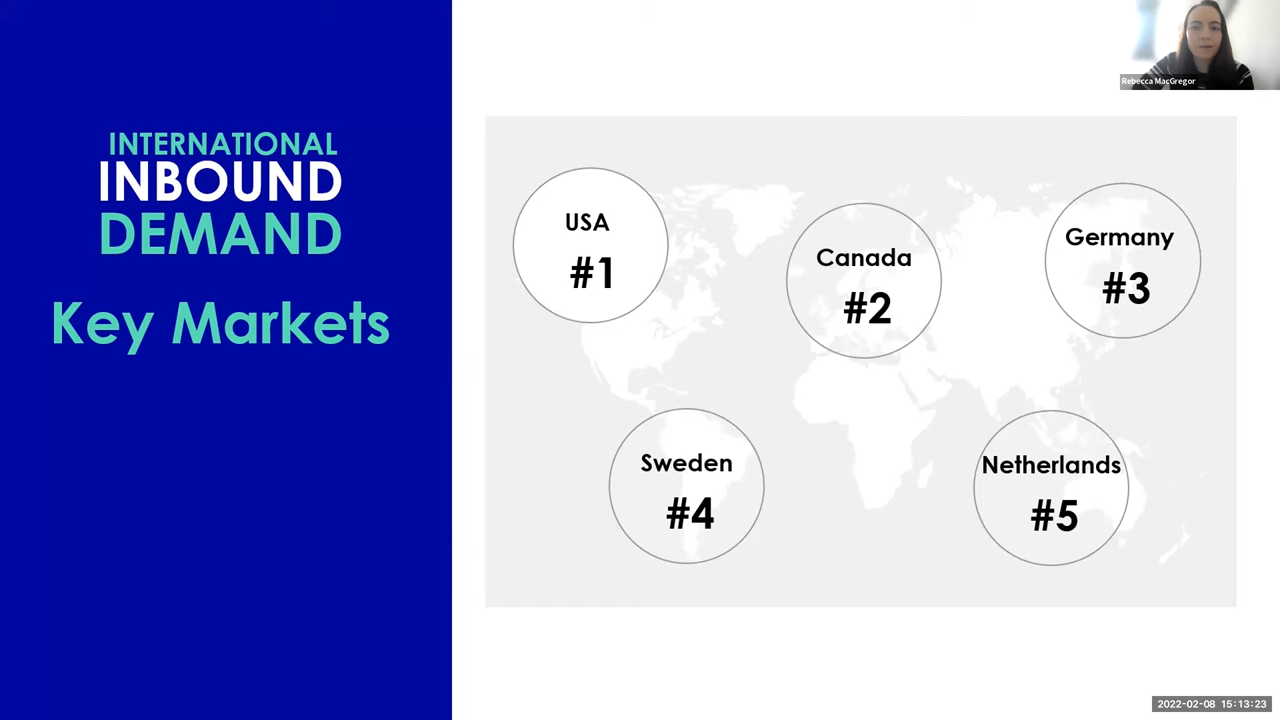 INTERNATIONAL
INBOUND
DEMAND
Key Markets
USA
#1
Canada
#2
Germany
#3
Sweden
#4
Netherlands
#5
Rebecca MacGregor
2022-02-08 15:13:23